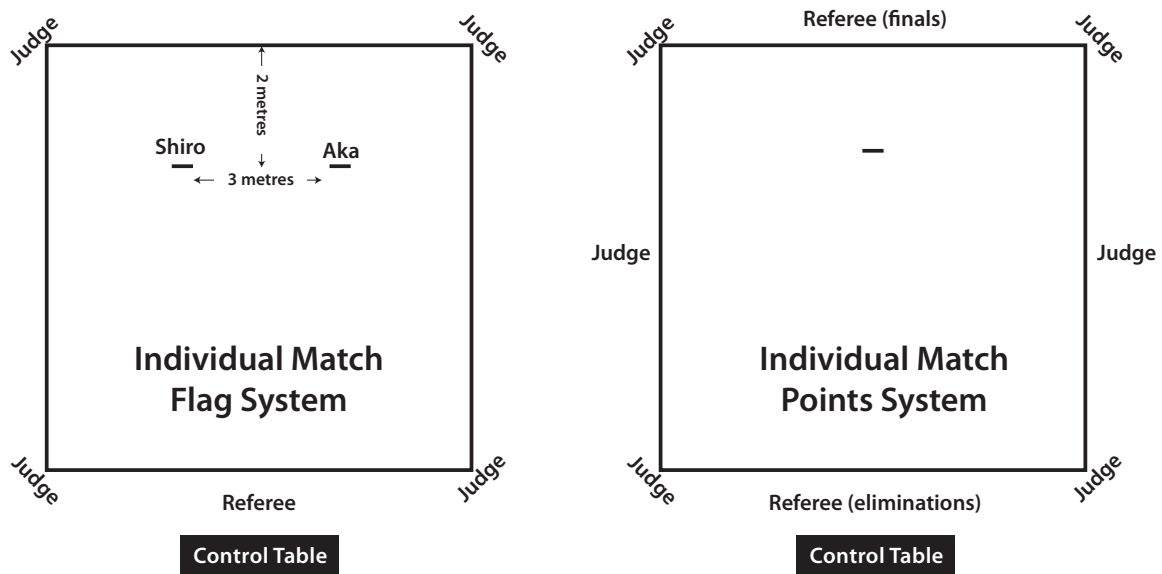 Judge
Judge
2 metres
Shiro
Aka
3 metres
Individual Match
Flag System
Judge
Judge
Referee
Control Table
Referee (finals)
Judge
Judge
Judge
Judge
Individual Match
Points System
Judge
Judge
Referee (eliminations)
Control Table